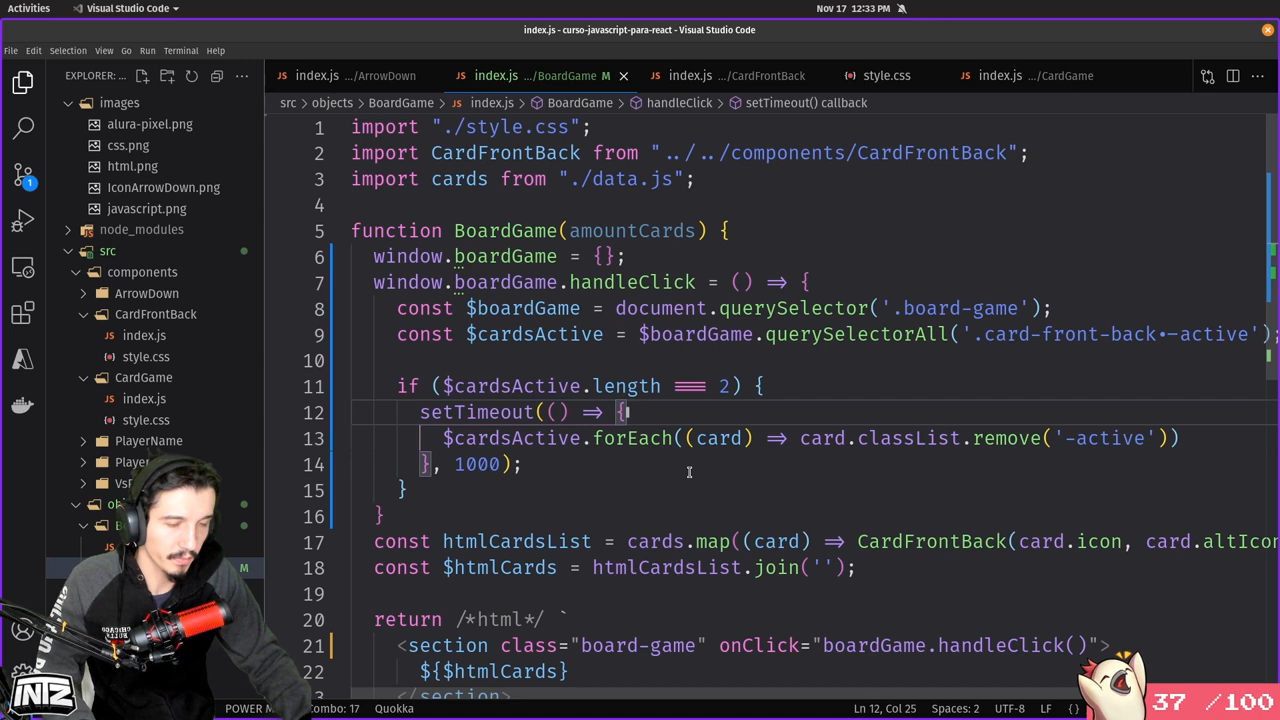 Activities
Visual Studio Code
Nov 17 12:33 PM
index.js - curso-javascript-para-react - Visual Studio Code
File Edit Selection View Go Run Terminal Help
EXPLORER: ...
index.js .../ArrowDown
index.js .../BoardGame M
index.js .../CardFrontBack
style.css
index.js .../CardGame
src > objects > BoardGame > index.js > BoardGame > handleClick > setTimeout() callback
images
alura-pixel.png
css.png
html.png
IconArrowDown.png
javascript.png
node_modules
src
components
ArrowDown
CardFrontBack
index.js
style.css
CardGame
index.js
style.css
PlayerName
Player
VsP
ob
B
M
1
1 import "./style.css";
2 import CardFrontBack from "../../components/CardFrontBack";
3 import cards from "./data.js";
4
5 function BoardGame(amountCards) {
6 window.boardGame = {};
7 window.boardGame.handleClick = () => {
8 const $boardGame = document.querySelector('.board-game');
9 const $cardsActive = $boardGame.querySelectorAll('.card-front-back.-active');
10
11 if ($cardsActive.length === 2) {
12 setTimeout(() => {
13 $cardsActive.forEach((card) => card.classList.remove('-active'))
14 }, 1000);
15 }
16 }
17 const htmlCardsList = cards.map((card) => CardFrontBack(card.icon, card.altIcon
18 const $htmlCards = htmlCardsList.join('');
19
20 return /*html*/ `
21 <section class="board-game" onClick="boardGame.handleClick()">
22 ${$htmlCards}
</section>
POWER M
Combo: 17
Quokka
Ln 12, Col 25
Spaces: 2
UTF-8
LF
{}
INTZ
37 /100